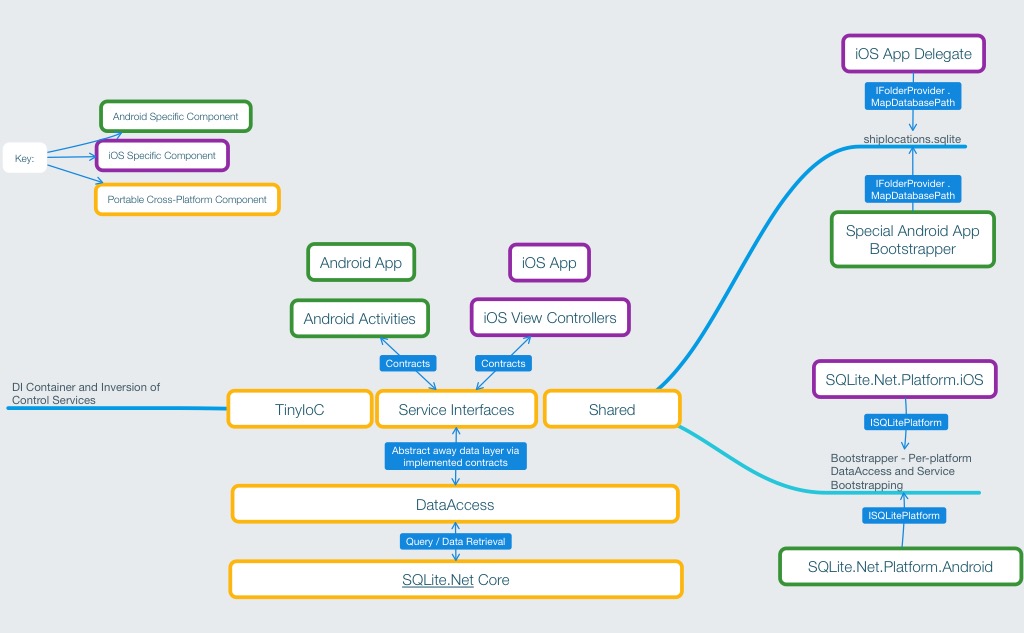 iOS App Delegate
IFolderProvider .
MapDatabasePath
shiplocations.sqlite
IFolderProvider .
MapDatabasePath
Special Android App
Bootstrapper
Key:
Android Specific Component
iOS Specific Component
Portable Cross-Platform Component
Android App
iOS App
Android Activities
iOS View Controllers
Contracts
Contracts
DI Container and Inversion of
Control Services
TinyIoC
Service Interfaces
Shared
Abstract away data layer via
implemented contracts
DataAccess
Query / Data Retrieval
SQLite.Net Core
SQLite.Net.Platform.iOS
ISQLitePlatform
Bootstrapper - Per-platform
DataAccess and Service
Bootstrapping
ISQLitePlatform
SQLite.Net.Platform.Android